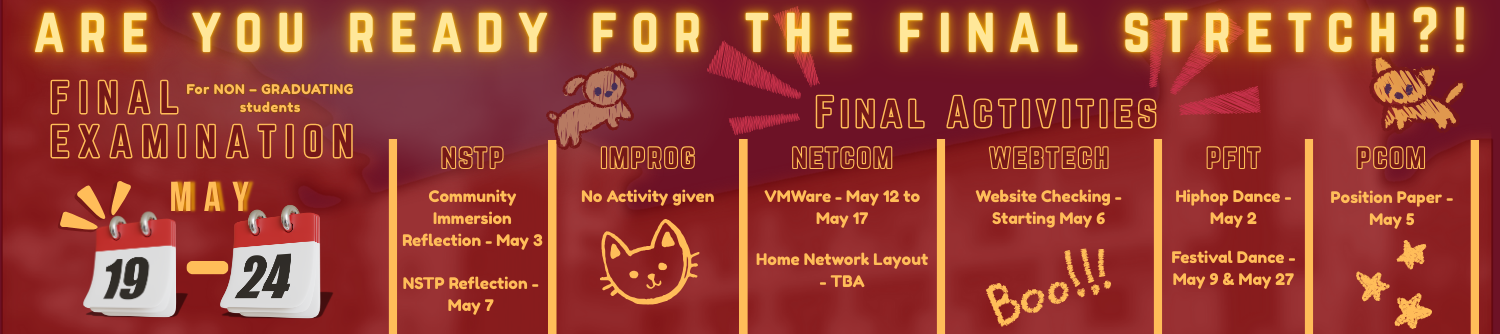 ARE YOU READY FOR THE FINAL STRETCH?!
FINAL
For NON - GRADUATING
students
EXAMINATION
MAY
19 - 24
Final Activities
NSTP
Community
Immersion
Reflection - May 3
NSTP Reflection -
May 7
IMPROG
No Activity given
NETCOM
VMWare - May 12 to
May 17
Home Network Layout
- TBA
WEBTECH
Website Checking -
Starting May 6
Boo!!!
PFIT
Hiphop Dance -
May 2
Festival Dance -
May 9 & May 27
PCOM
Position Paper -
May 5